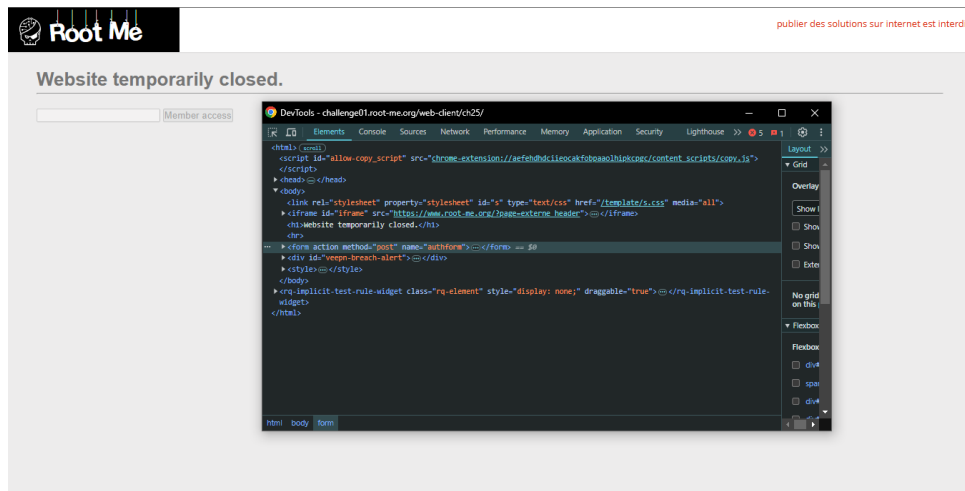 Root Me
publier des solutions sur internet est interdi
Website temporarily closed.
Member access
DevTools - challenge01.root-me.org/web-client/ch25/
Elements Console Sources Network Performance Memory Application Security Lighthouse 5 1
<html> scroll
<script id="allow-copy_script" src="chrome-extension://aefehdhdciieocakfobpaaolhipkcpgc/content_scripts/copy.js">
</script>
<head> </head>
<body>
<link rel="stylesheet" property="stylesheet" id="s" type="text/css" href="/template/s.css" media="all">
<iframe id="iframe" src="https://www.root-me.org/?page=externe_header"> </iframe>
<h1>Website temporarily closed.</h1>
<hr>
<form action method="post" name="authform"> </form> == $0
<div id="veepn-breach-alert"> </div>
<style> </style>
</body>
<rq-implicit-test-rule-widget class="rq-element" style="display: none;" draggable="true"> </rq-implicit-test-rule-
widget>
</html>
html body form
Layout
Grid
Overlay
Show
Show
Show
Exte
No grid
on this
Flexbox
Flexbox
div#
spa
div#